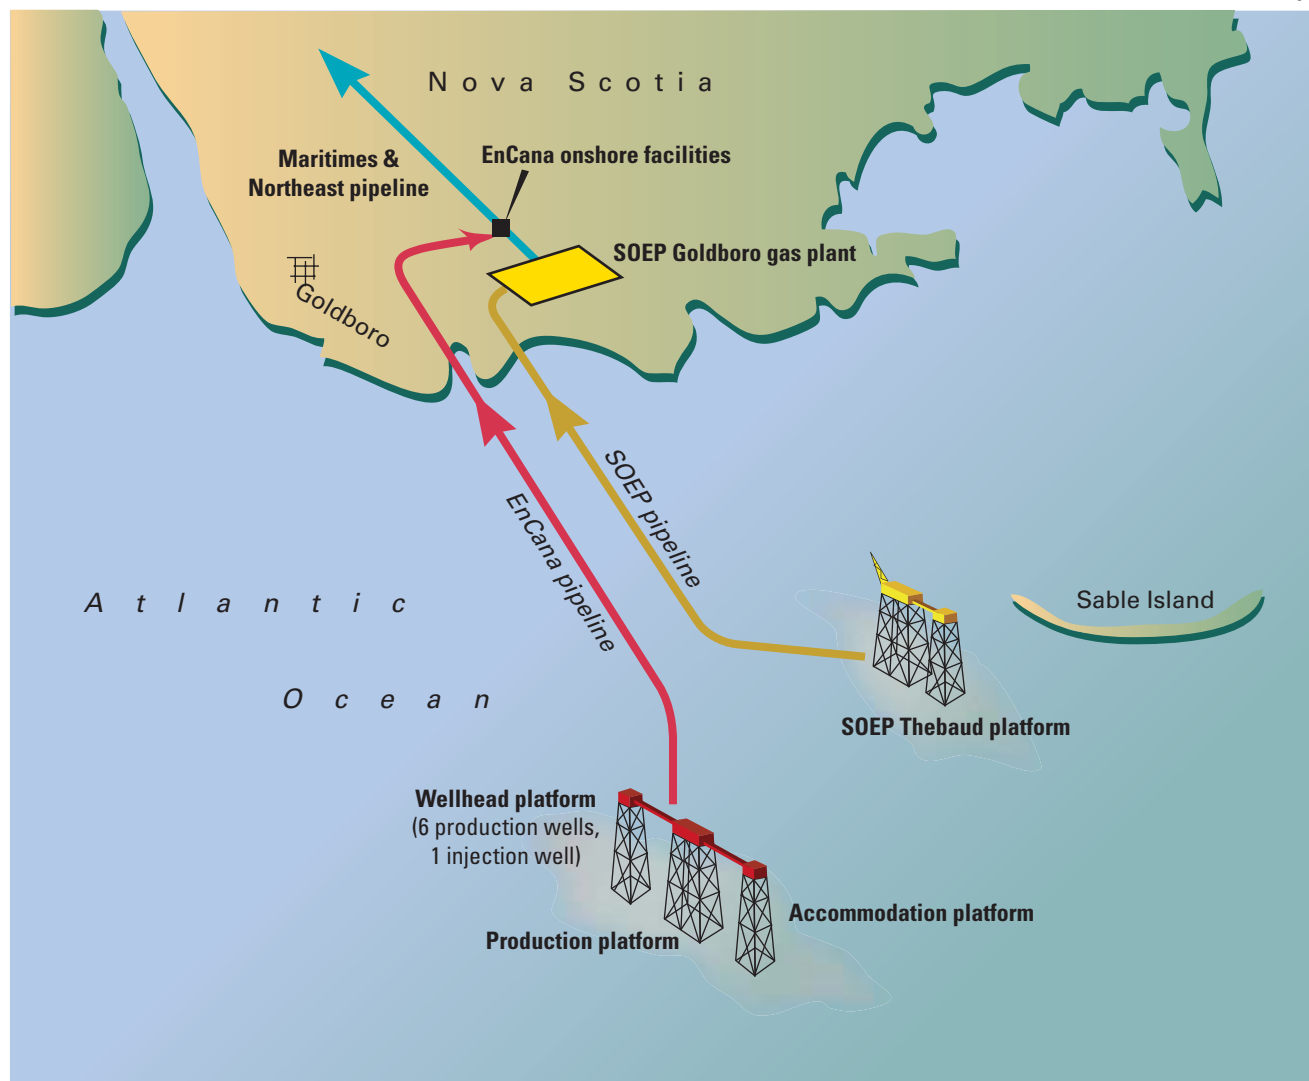 Nova Scotia
EnCana onshore facilities
Maritimes &
Northeast pipeline
SOEP Goldboro gas plant
Goldboro
SOEP pipeline
EnCana pipeline
Atlantic
Ocean
Sable Island
SOEP Thebaud platform
Wellhead platform
(6 production wells,
1 injection well)
Accommodation platform
Production platform